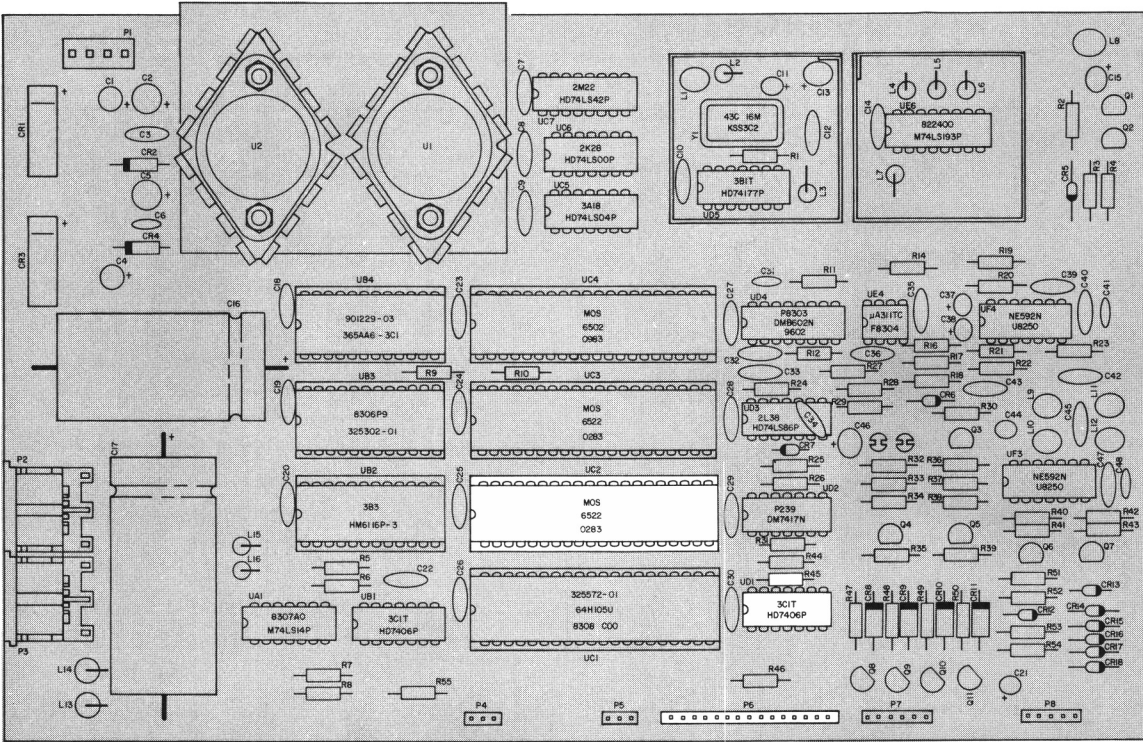 P1
C1
C2
CR1
C3
CR2
C5
C6
CR4
CR3
C4
U2
U1
C7
2M22
HD74LS42P
UC7
UC6
C8
2K28
HD74LS00P
UC5
C9
3A18
HD74LS04P
L1
L2
C11
C13
43C 16M
KSS3C2
Y1
C12
R1
C10
3B1T
HD74177P
UD5
L3
L4
L5
L6
UE6
C14
822400
M74LS193P
L7
L8
C15
Q1
R2
Q2
CR5
R3
R4
C16
UB4
C18
901229-03
365AA6-3C1
C23
UC4
MOS
6502
0983
C27
C31
R11
UD4
P8303
DM8602N
9602
R14
UE4
µA311TC
F8304
C35
R19
R20
C39
C37
C38
UF4
NE592N
U8250
C40
C41
C32
R12
C36
R16
R17
R18
R21
R22
R23
C33
R27
R9
C24
R10
UB3
UC3
C19
8306P9
325302-01
MOS
6522
0283
C28
R24
R28
R29
CR6
C43
C42
R30
UD3
2L38
HD74LS86P
C34
L9
L11
C44
C45
L10
L12
C46
Q3
CR7
C17
P2
UB2
UC2
C20
3B3
HM6116P-3
C25
MOS
6522
0283
C29
R25
R26
UD2
P239
DM7417N
R32
R36
R33
R37
R34
R38
UF3
NE592N
U8250
C47
C48
R31
R44
R45
Q4
Q5
R35
R39
R40
R41
R42
R43
Q6
Q7
L15
L16
R5
R6
C22
C26
UA1
8307A0
M74LS14P
UB1
3C1T
HD7406P
325572-01
64H105U
8308 C00
UC1
C30
UD1
3C1T
HD7406P
R47
CR8
R48
CR9
R49
CR10
R50
CR11
R51
R52
CR12
R53
R54
CR13
CR14
CR15
CR16
CR17
CR18
P3
L14
L13
R7
R8
R55
R46
Q8
Q9
Q10
Q11
C21
P4
P5
P6
P7
P8